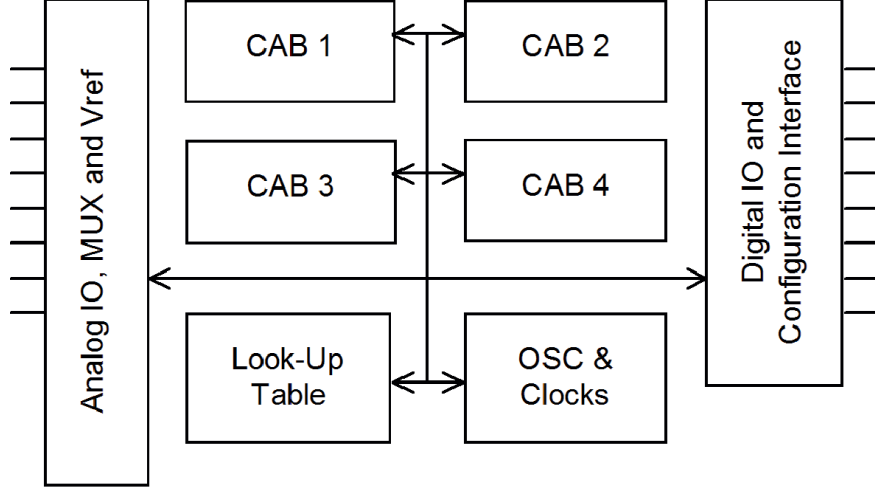 Analog IO, MUX and Vref
CAB 1
CAB 2
CAB 3
CAB 4
Look-Up
Table
OSC &
Clocks
Digital IO and
Configuration Interface